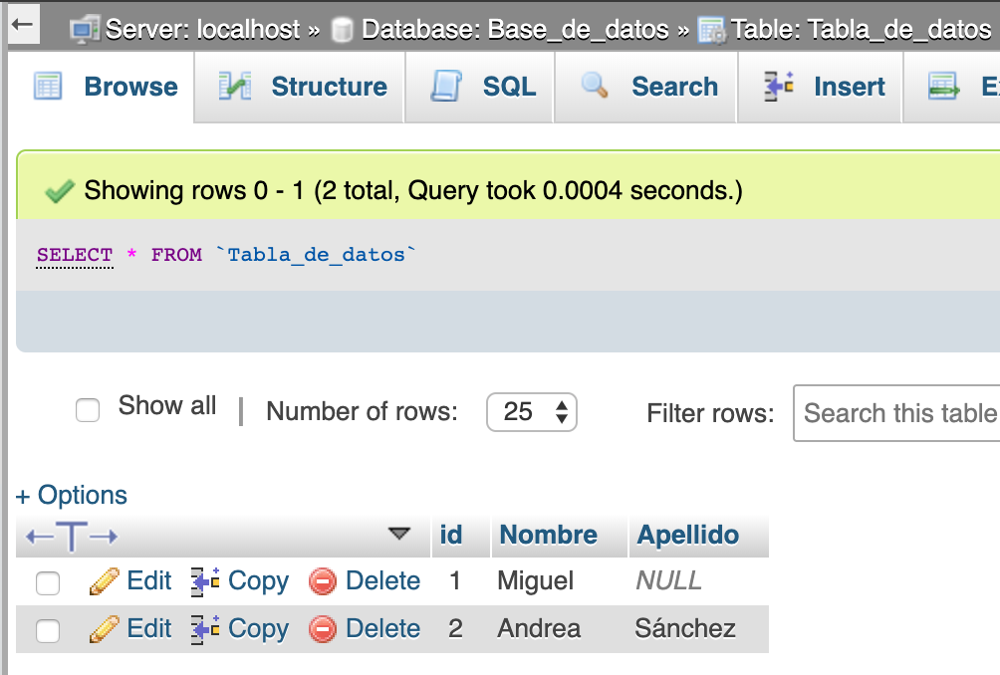 Server: localhost » Database: Base_de_datos » Table: Tabla_de_datos
Browse Structure SQL Search Insert
Showing rows 0 - 1 (2 total, Query took 0.0004 seconds.)
SELECT * FROM `Tabla_de_datos`
Show all | Number of rows: 25 Filter rows: Search this table
+ Options
id Nombre Apellido
Edit Copy Delete 1 Miguel NULL
Edit Copy Delete 2 Andrea Sánchez